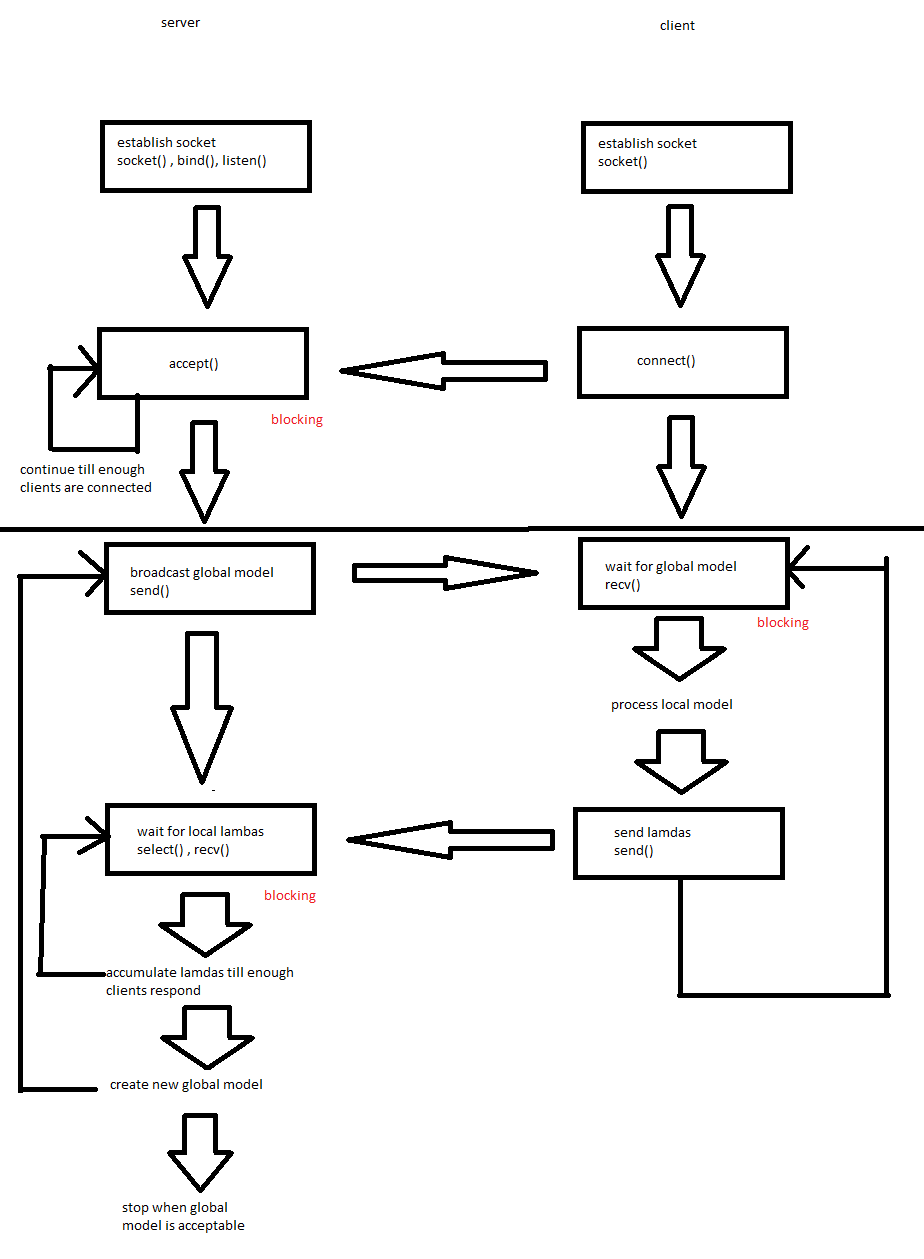 server
client
establish socket
socket() , bind(), listen()
establish socket
socket()
accept()
connect()
blocking
continue till enough
clients are connected
broadcast global model
send()
wait for global model
recv()
blocking
process local model
wait for local lambas
select() , recv()
send lamdas
send()
blocking
accumulate lamdas till enough
clients respond
create new global model
stop when global
model is acceptable